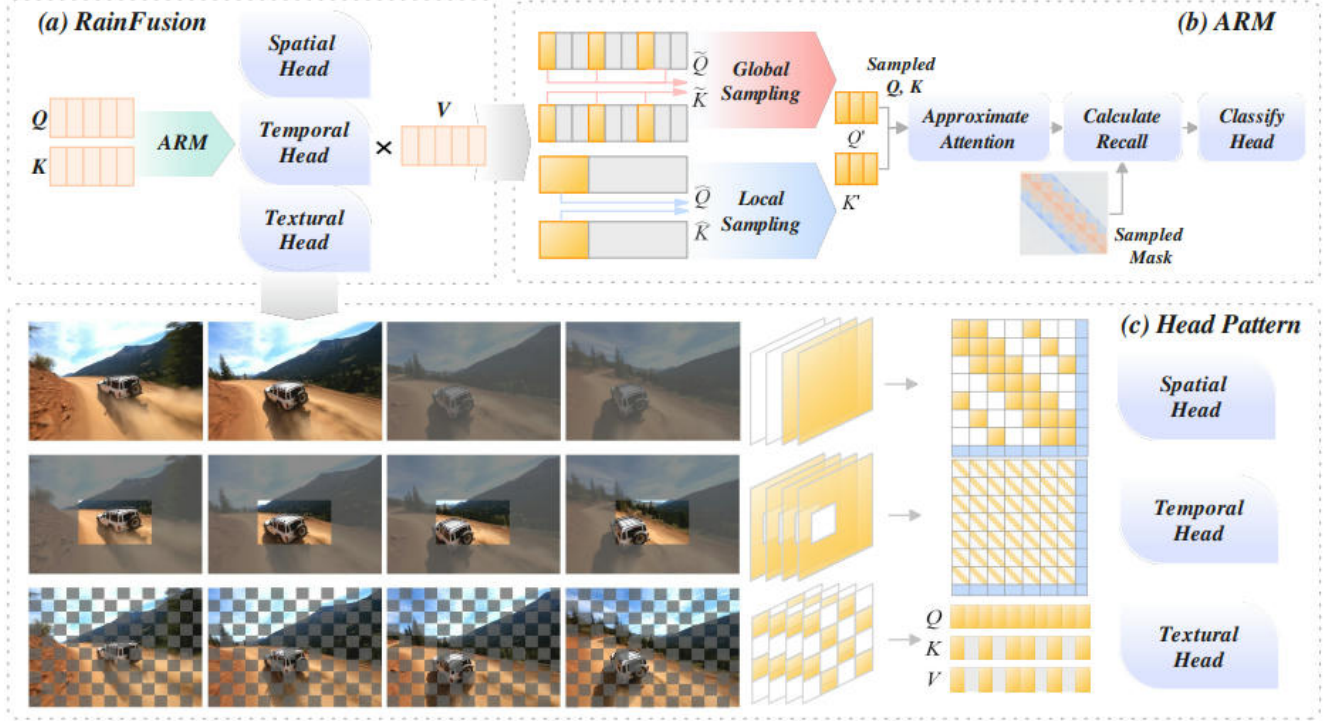 (a) RainFusion
Spatial
Head
Q
K
ARM
Temporal
Head
×
V
Textural
Head
(b) ARM
Q̃
K̃
Global
Sampling
Q̂
K̂
Local
Sampling
Sampled
Q, K
Q'
K'
Approximate
Attention
Calculate
Recall
Classify
Head
Sampled
Mask
(c) Head Pattern
Spatial
Head
Temporal
Head
Q
K
V
Textural
Head